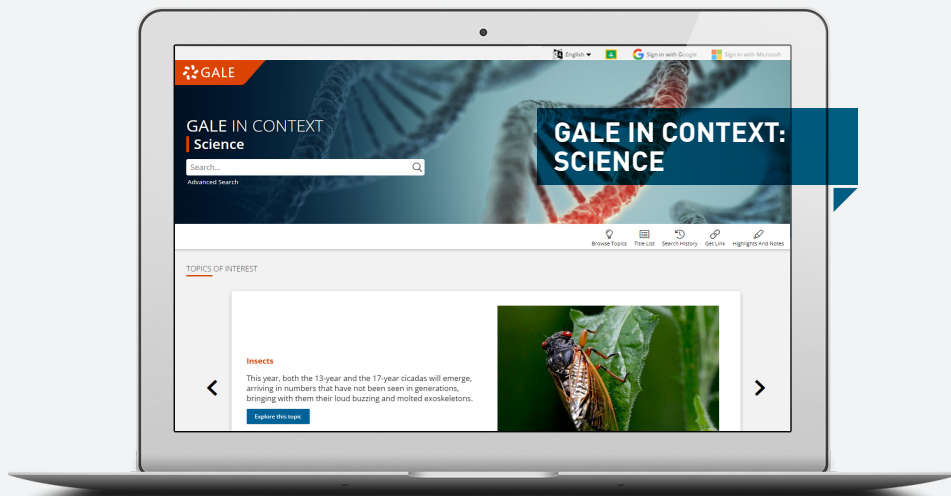 English
Sign in with Google
Sign in with Microsoft
GALE
GALE IN CONTEXT
Science
Search...
Advanced Search
GALE IN CONTEXT:
SCIENCE
Browse Topics
Title List
Search History
Get Link
Highlights And Notes
TOPICS OF INTEREST
Insects
This year, both the 13-year and the 17-year cicadas will emerge,
arriving in numbers that have not been seen in generations,
bringing with them their loud buzzing and molted exoskeletons.
Explore this topic